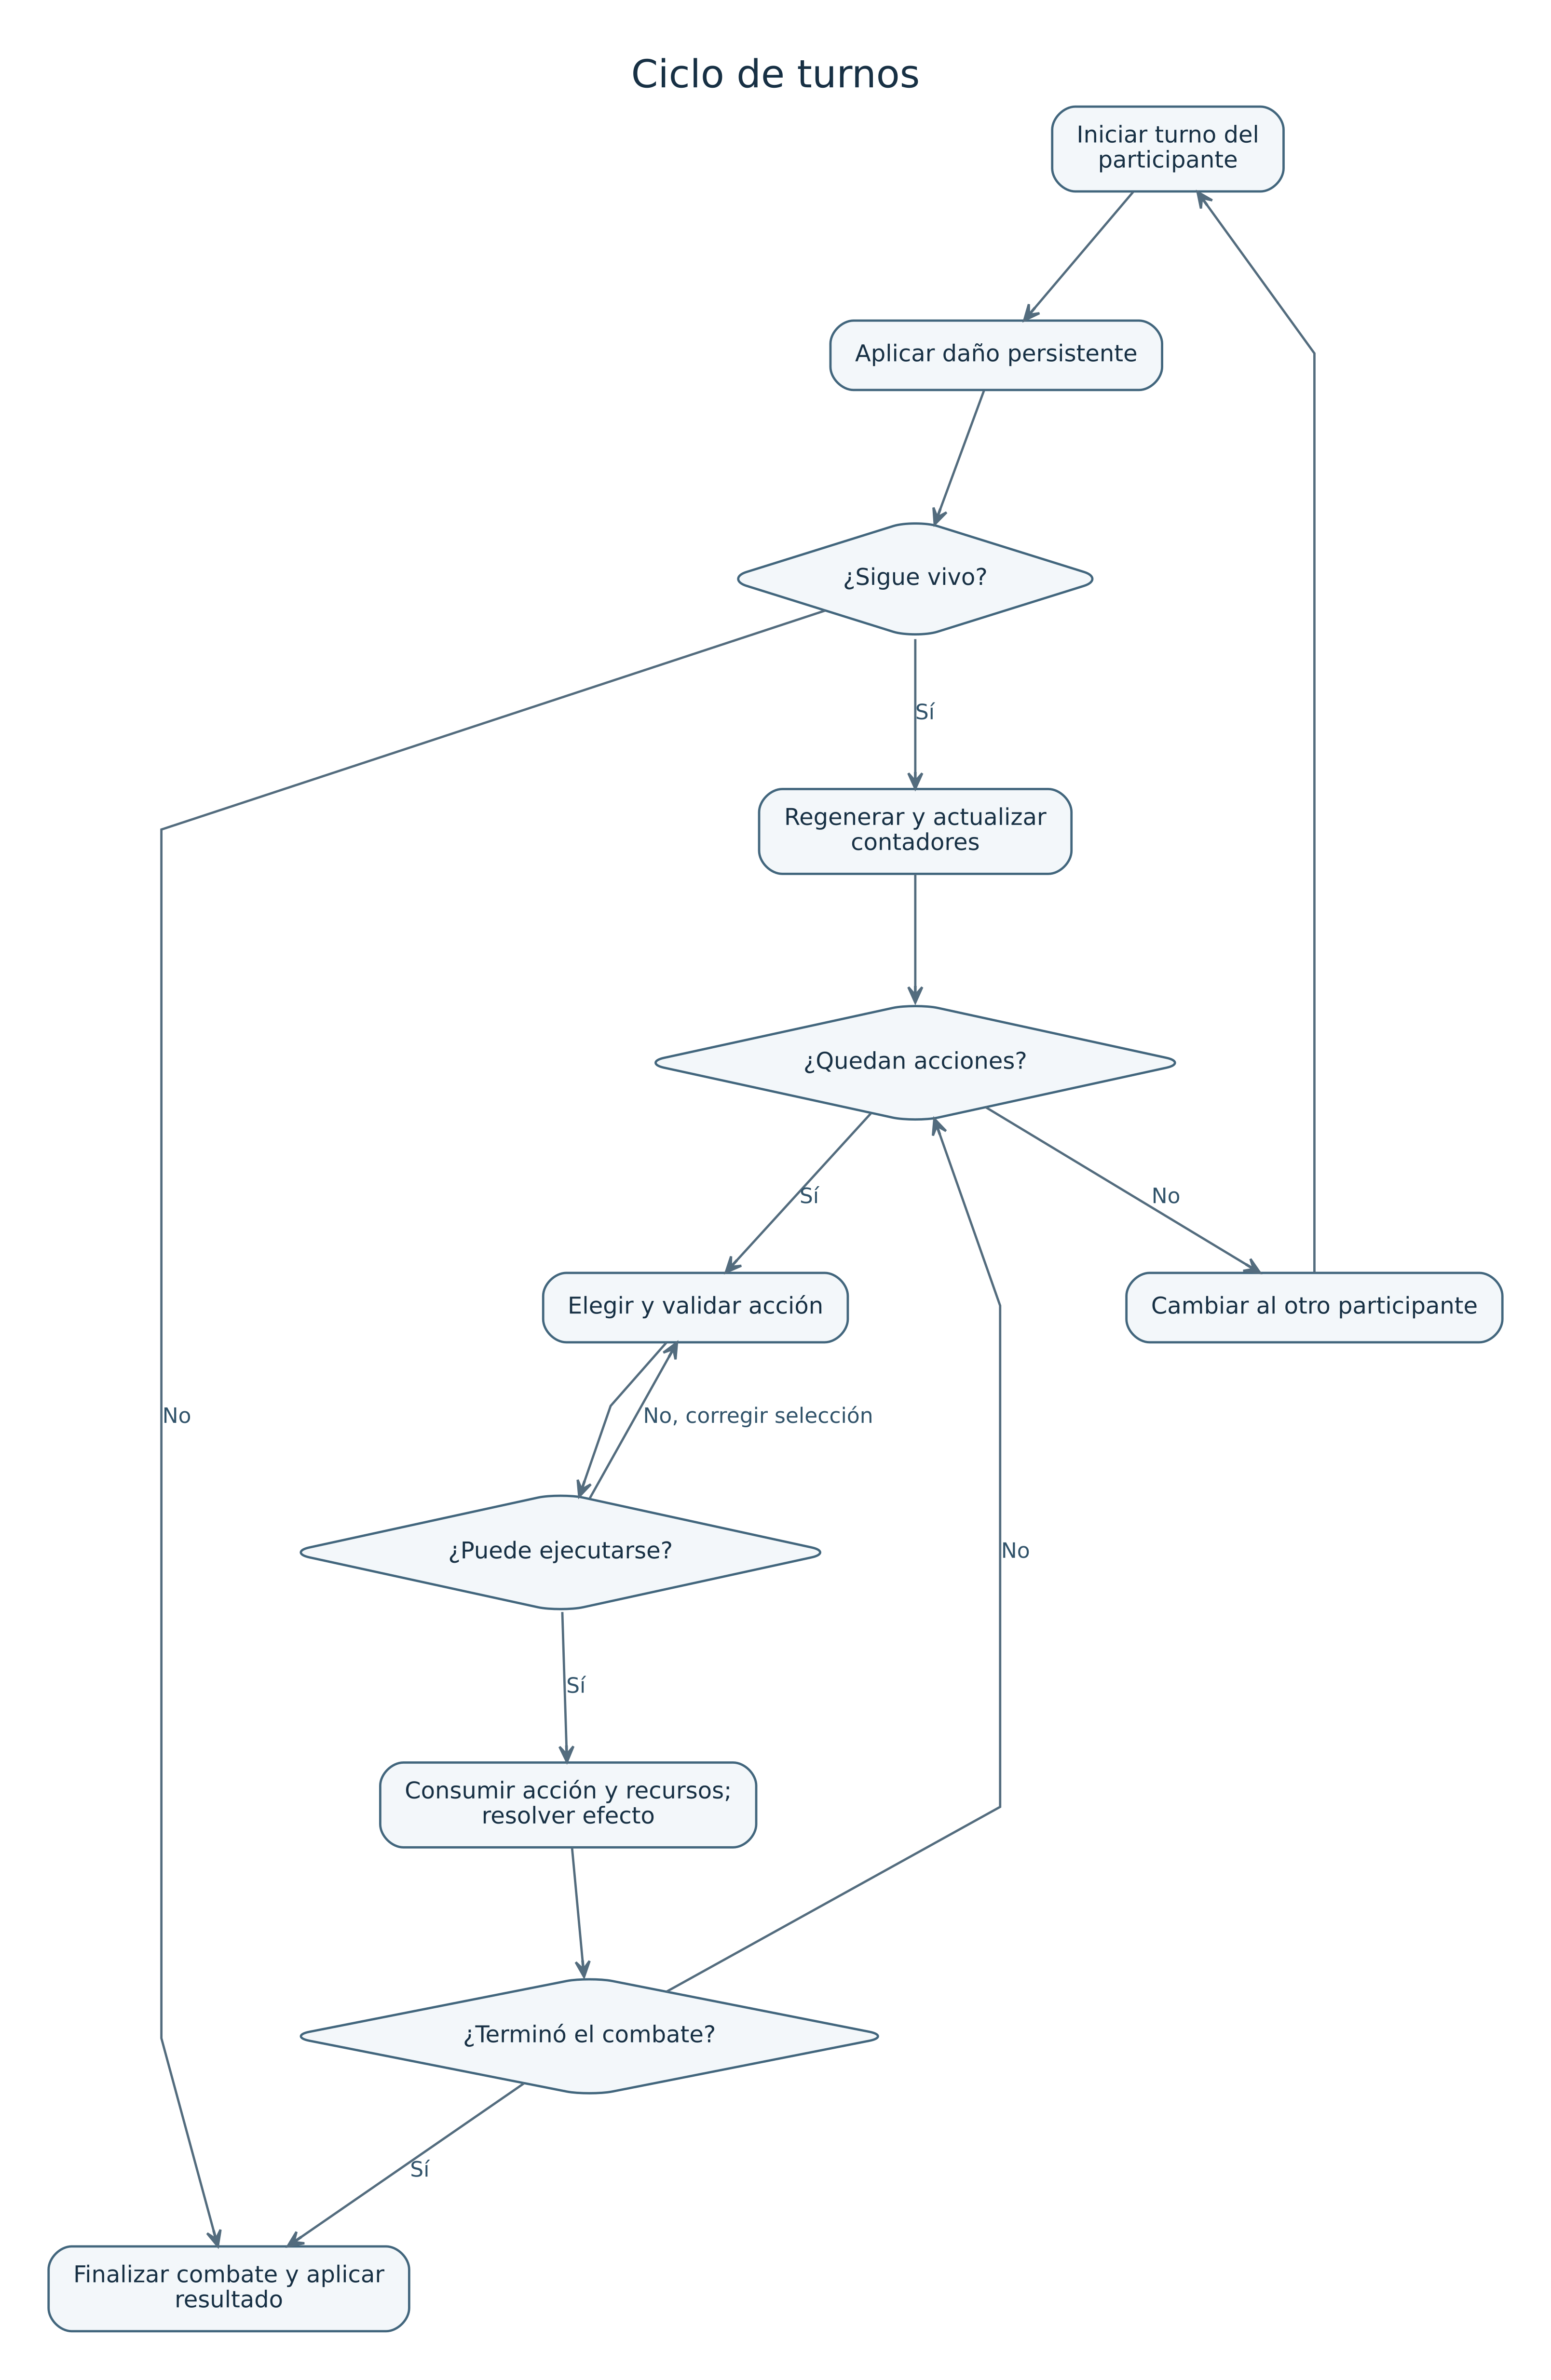 Ciclo de turnos
Iniciar turno del
participante
Aplicar daño persistente
¿Sigue vivo?
Sí
Regenerar y actualizar
contadores
¿Quedan acciones?
Sí
No
Elegir y validar acción
Cambiar al otro participante
No
No, corregir selección
¿Puede ejecutarse?
No
Sí
Consumir acción y recursos;
resolver efecto
¿Terminó el combate?
Sí
Finalizar combate y aplicar
resultado